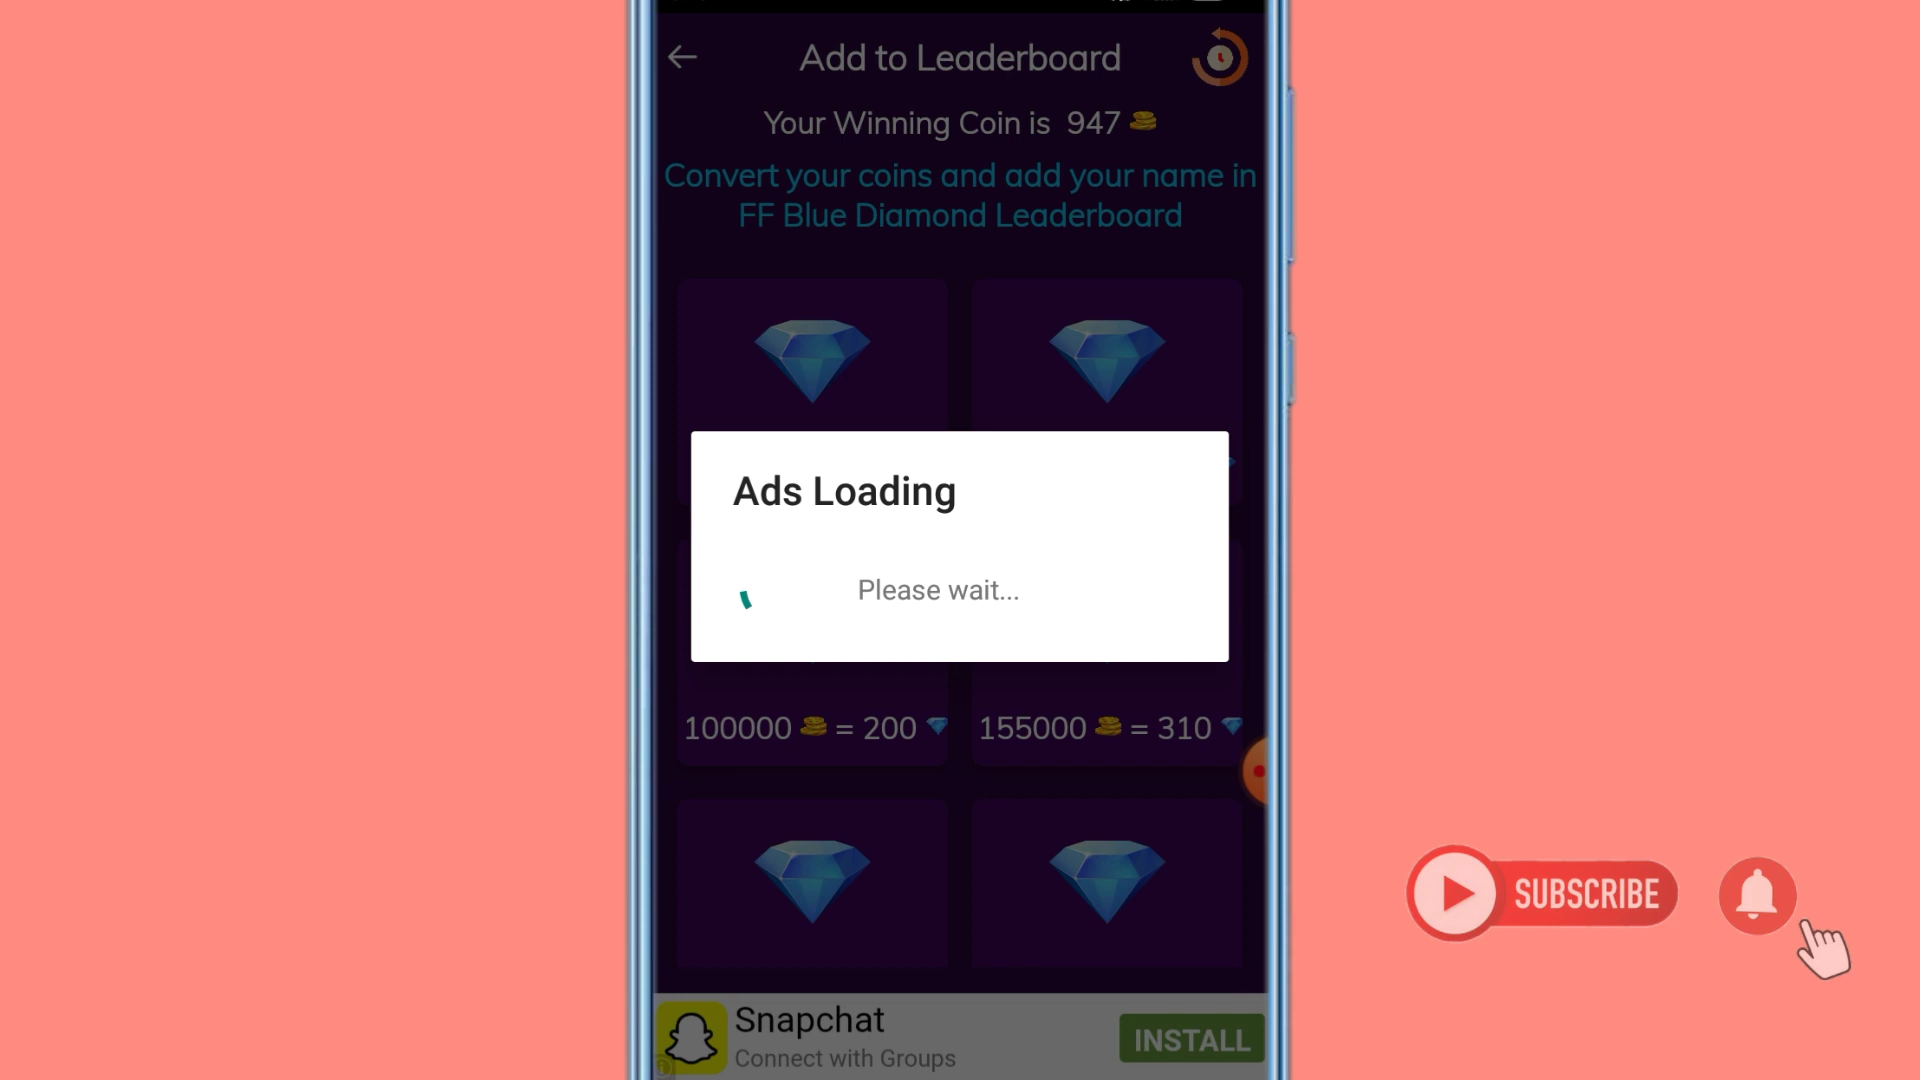 Add to Leaderboard
Your Winning Coin is 947
Convert your coins and add your name in
FF Blue Diamond Leaderboard
Ads Loading
Please wait...
100000 = 200
155000 = 310
SUBSCRIBE
Snapchat
Connect with Groups
INSTALL